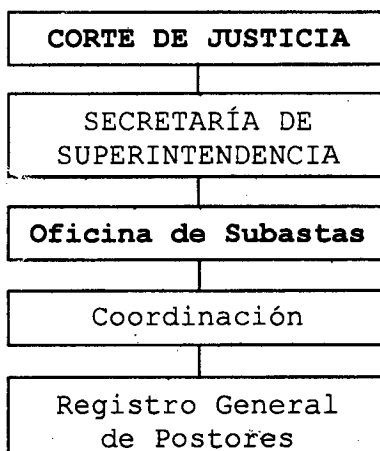 CORTE DE JUSTICIA
SECRETARÍA DE
SUPERINTENDENCIA
Oficina de Subastas
Coordinación
Registro General
de Postores